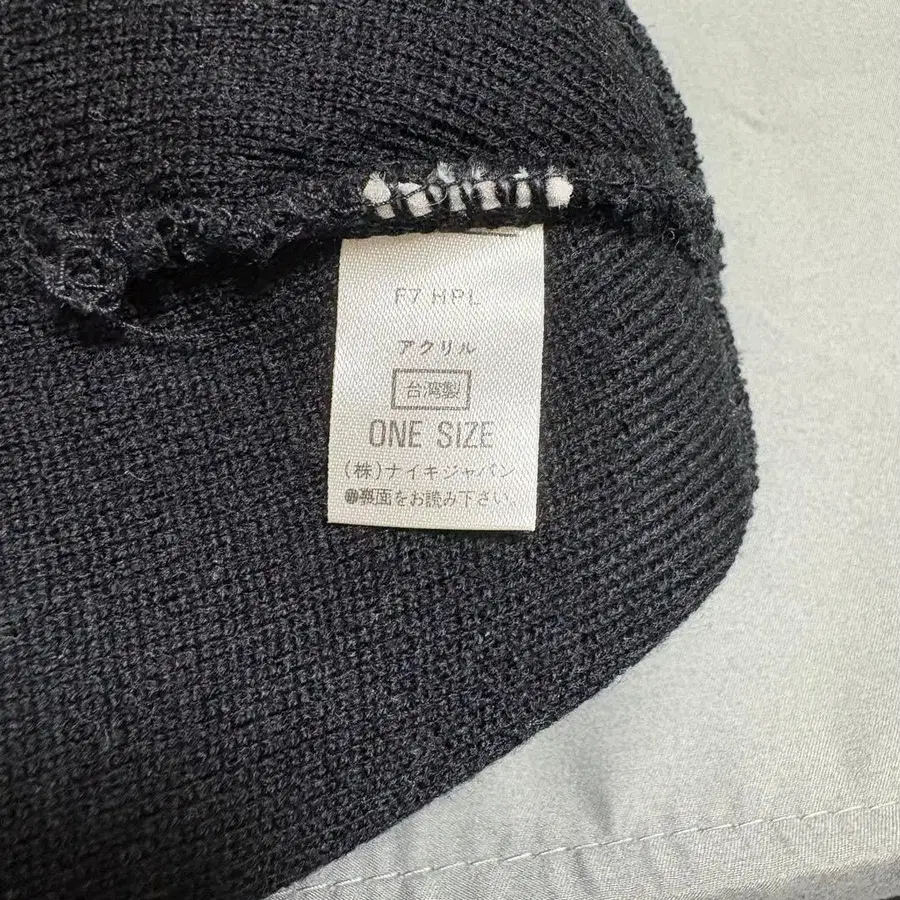 F7 HPL
アクリル
台湾製
ONE SIZE
(株)ナイキジャパン
●裏面をお読み下さい。